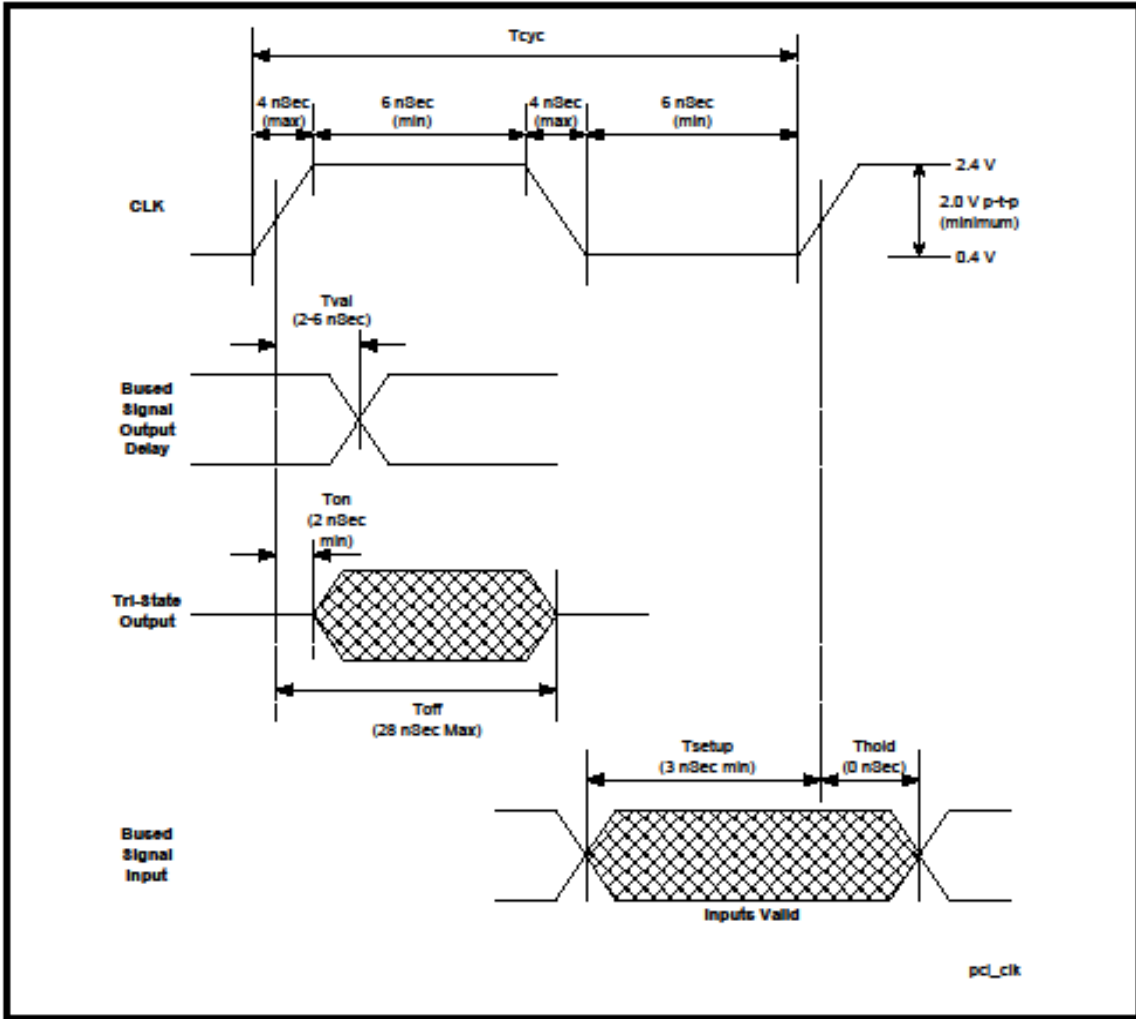 Tcyc
4 nSec
(max)
6 nSec
(min)
4 nSec
(max)
6 nSec
(min)
CLK
2.4 V
2.0 V p-t-p
(minimum)
0.4 V
Tval
(2-6 nSec)
Bused
Signal
Output
Delay
Ton
(2 nSec
min)
Tri-State
Output
Toff
(28 nSec Max)
Tsetup
(3 nSec min)
Thold
(0 nSec)
Bused
Signal
Input
Inputs Valid
pci_clk